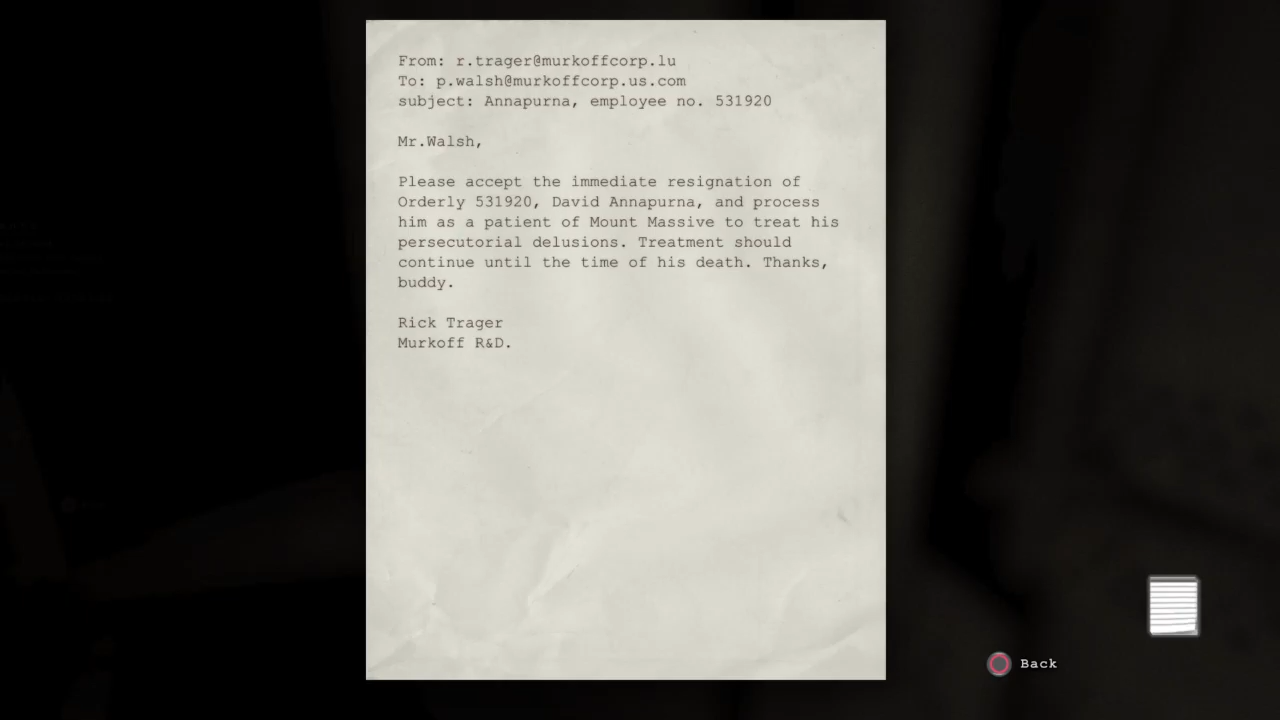 From: r.trager@murkoffcorp.lu
To: p.walsh@murkoffcorp.us.com
subject: Annapurna, employee no. 531920
Mr.Walsh,
Please accept the immediate resignation of
Orderly 531920, David Annapurna, and process
him as a patient of Mount Massive to treat his
persecutorial delusions. Treatment should
continue until the time of his death. Thanks,
buddy.
Rick Trager
Murkoff R&D.
Back